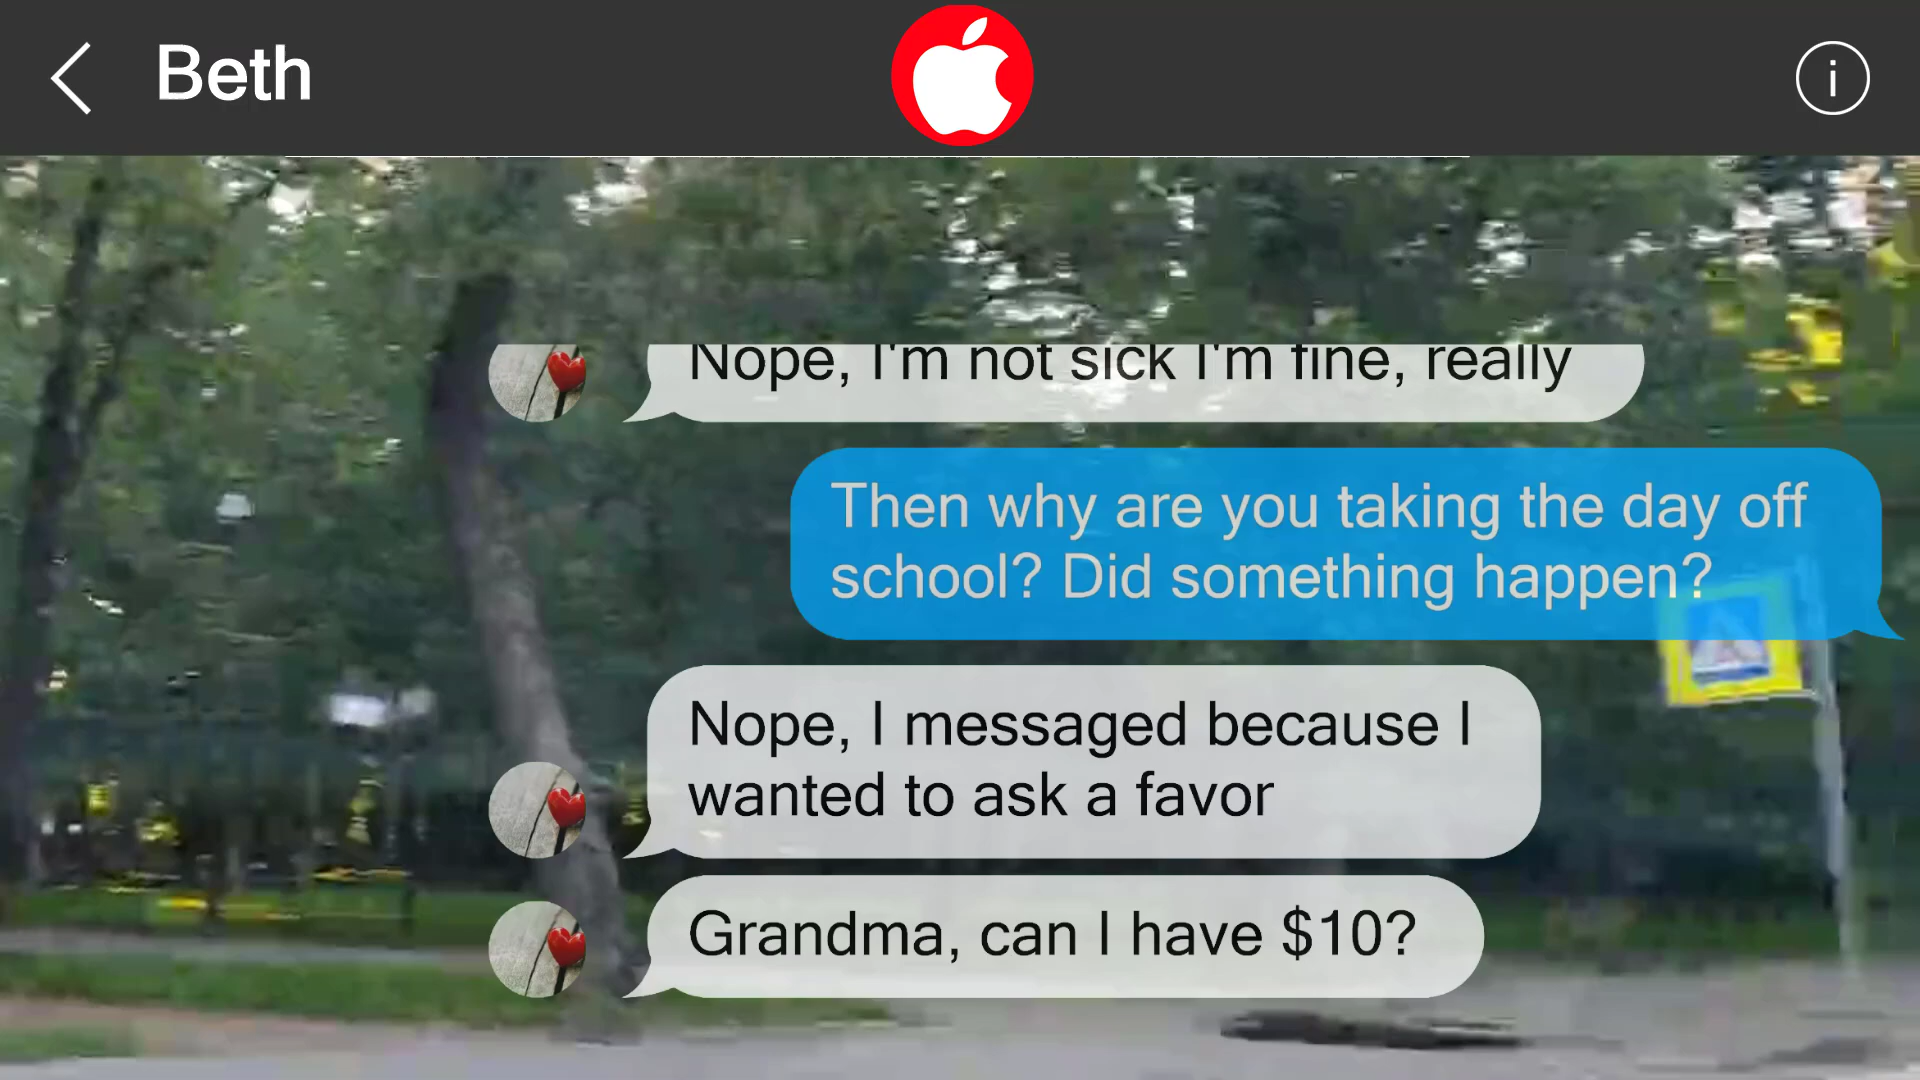 Beth
i
Nope, I'm not sick I'm fine, really
Then why are you taking the day off
school? Did something happen?
Nope, I messaged because I
wanted to ask a favor
Grandma, can I have $10?